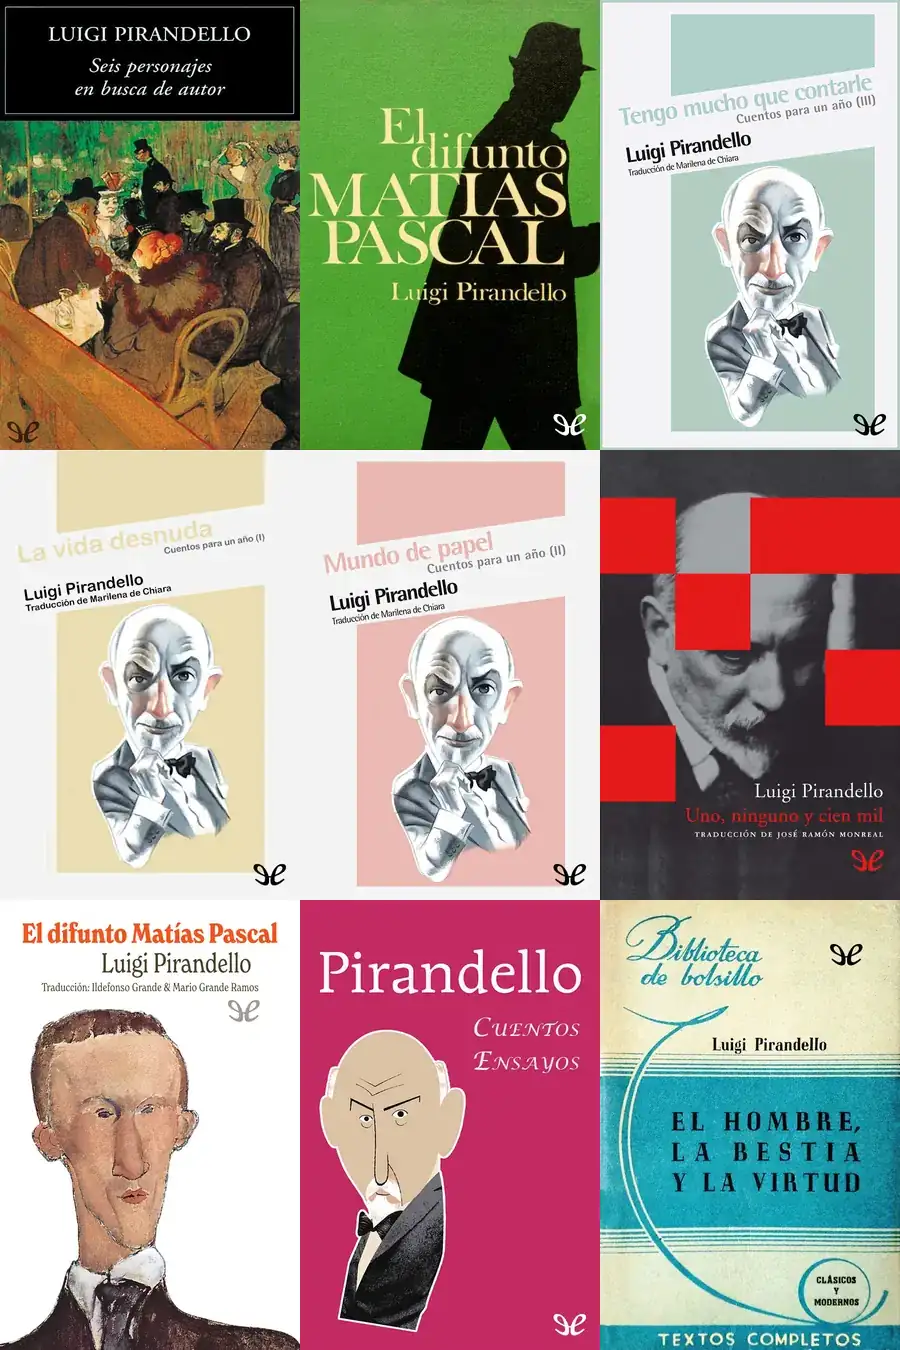 LUIGI PIRANDELLO
Seis personajes
en busca de autor
El
difunto
MATIAS
PASCAL
Luigi Pirandello
Tengo mucho que contarle
Cuentos para un año (III)
Luigi Pirandello
Traducción de Marilena de Chiara
La vida desnuda
Cuentos para un año (I)
Luigi Pirandello
Traducción de Marilena de Chiara
Mundo de papel
Cuentos para un año (II)
Luigi Pirandello
Traducción de Marilena de Chiara
Luigi Pirandello
Uno, ninguno y cien mil
TRADUCCIÓN DE JOSÉ RAMÓN MONREAL
El difunto Matías Pascal
Luigi Pirandello
Traducción: Ildefonso Grande & Mario Grande Ramos
Pirandello
CUENTOS
ENSAYOS
Biblioteca
de bolsillo
Luigi Pirandello
EL HOMBRE,
LA BESTIA
Y LA VIRTUD
CLÁSICOS
Y
MODERNOS
TEXTOS COMPLETOS